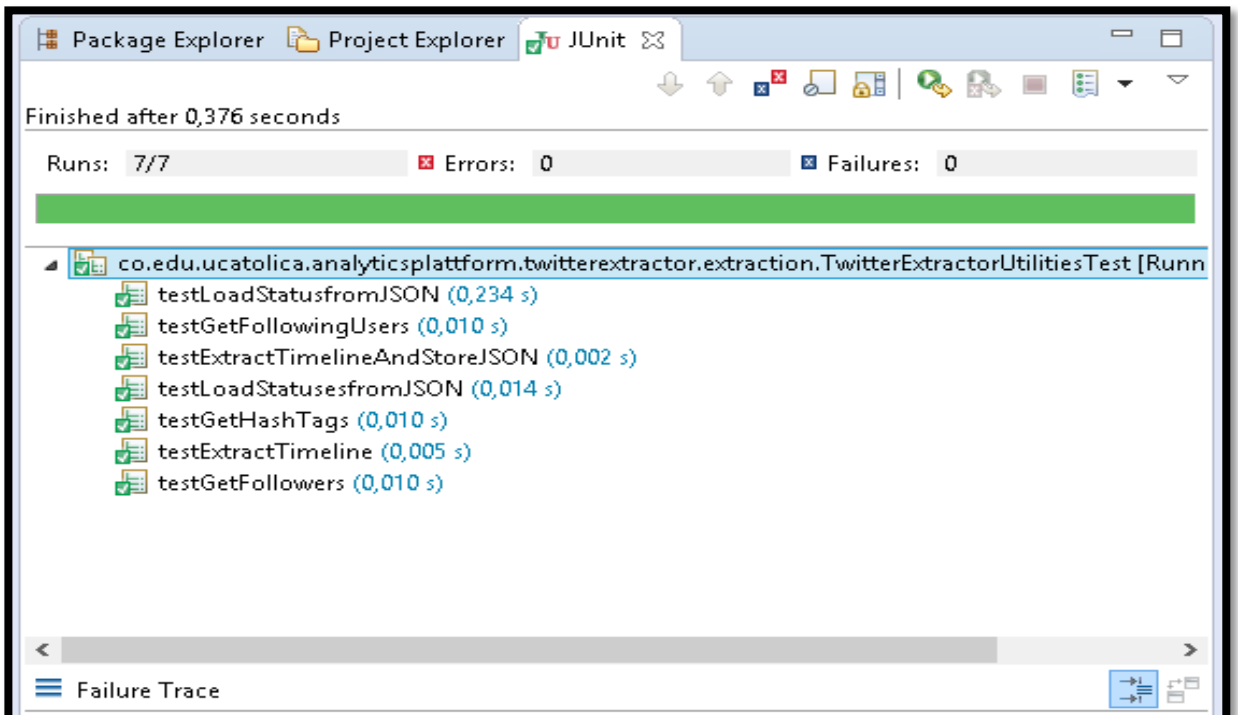 Package Explorer Project Explorer JUnit
Finished after 0,376 seconds
Runs: 7/7 Errors: 0 Failures: 0
co.edu.ucatolica.analyticsplattform.twitterextractor.extraction.TwitterExtractorUtilitiesTest [Runn
testLoadStatusfromJSON (0,234 s)
testGetFollowingUsers (0,010 s)
testExtractTimelineAndStoreJSON (0,002 s)
testLoadStatusesfromJSON (0,014 s)
testGetHashTags (0,010 s)
testExtractTimeline (0,005 s)
testGetFollowers (0,010 s)
Failure Trace